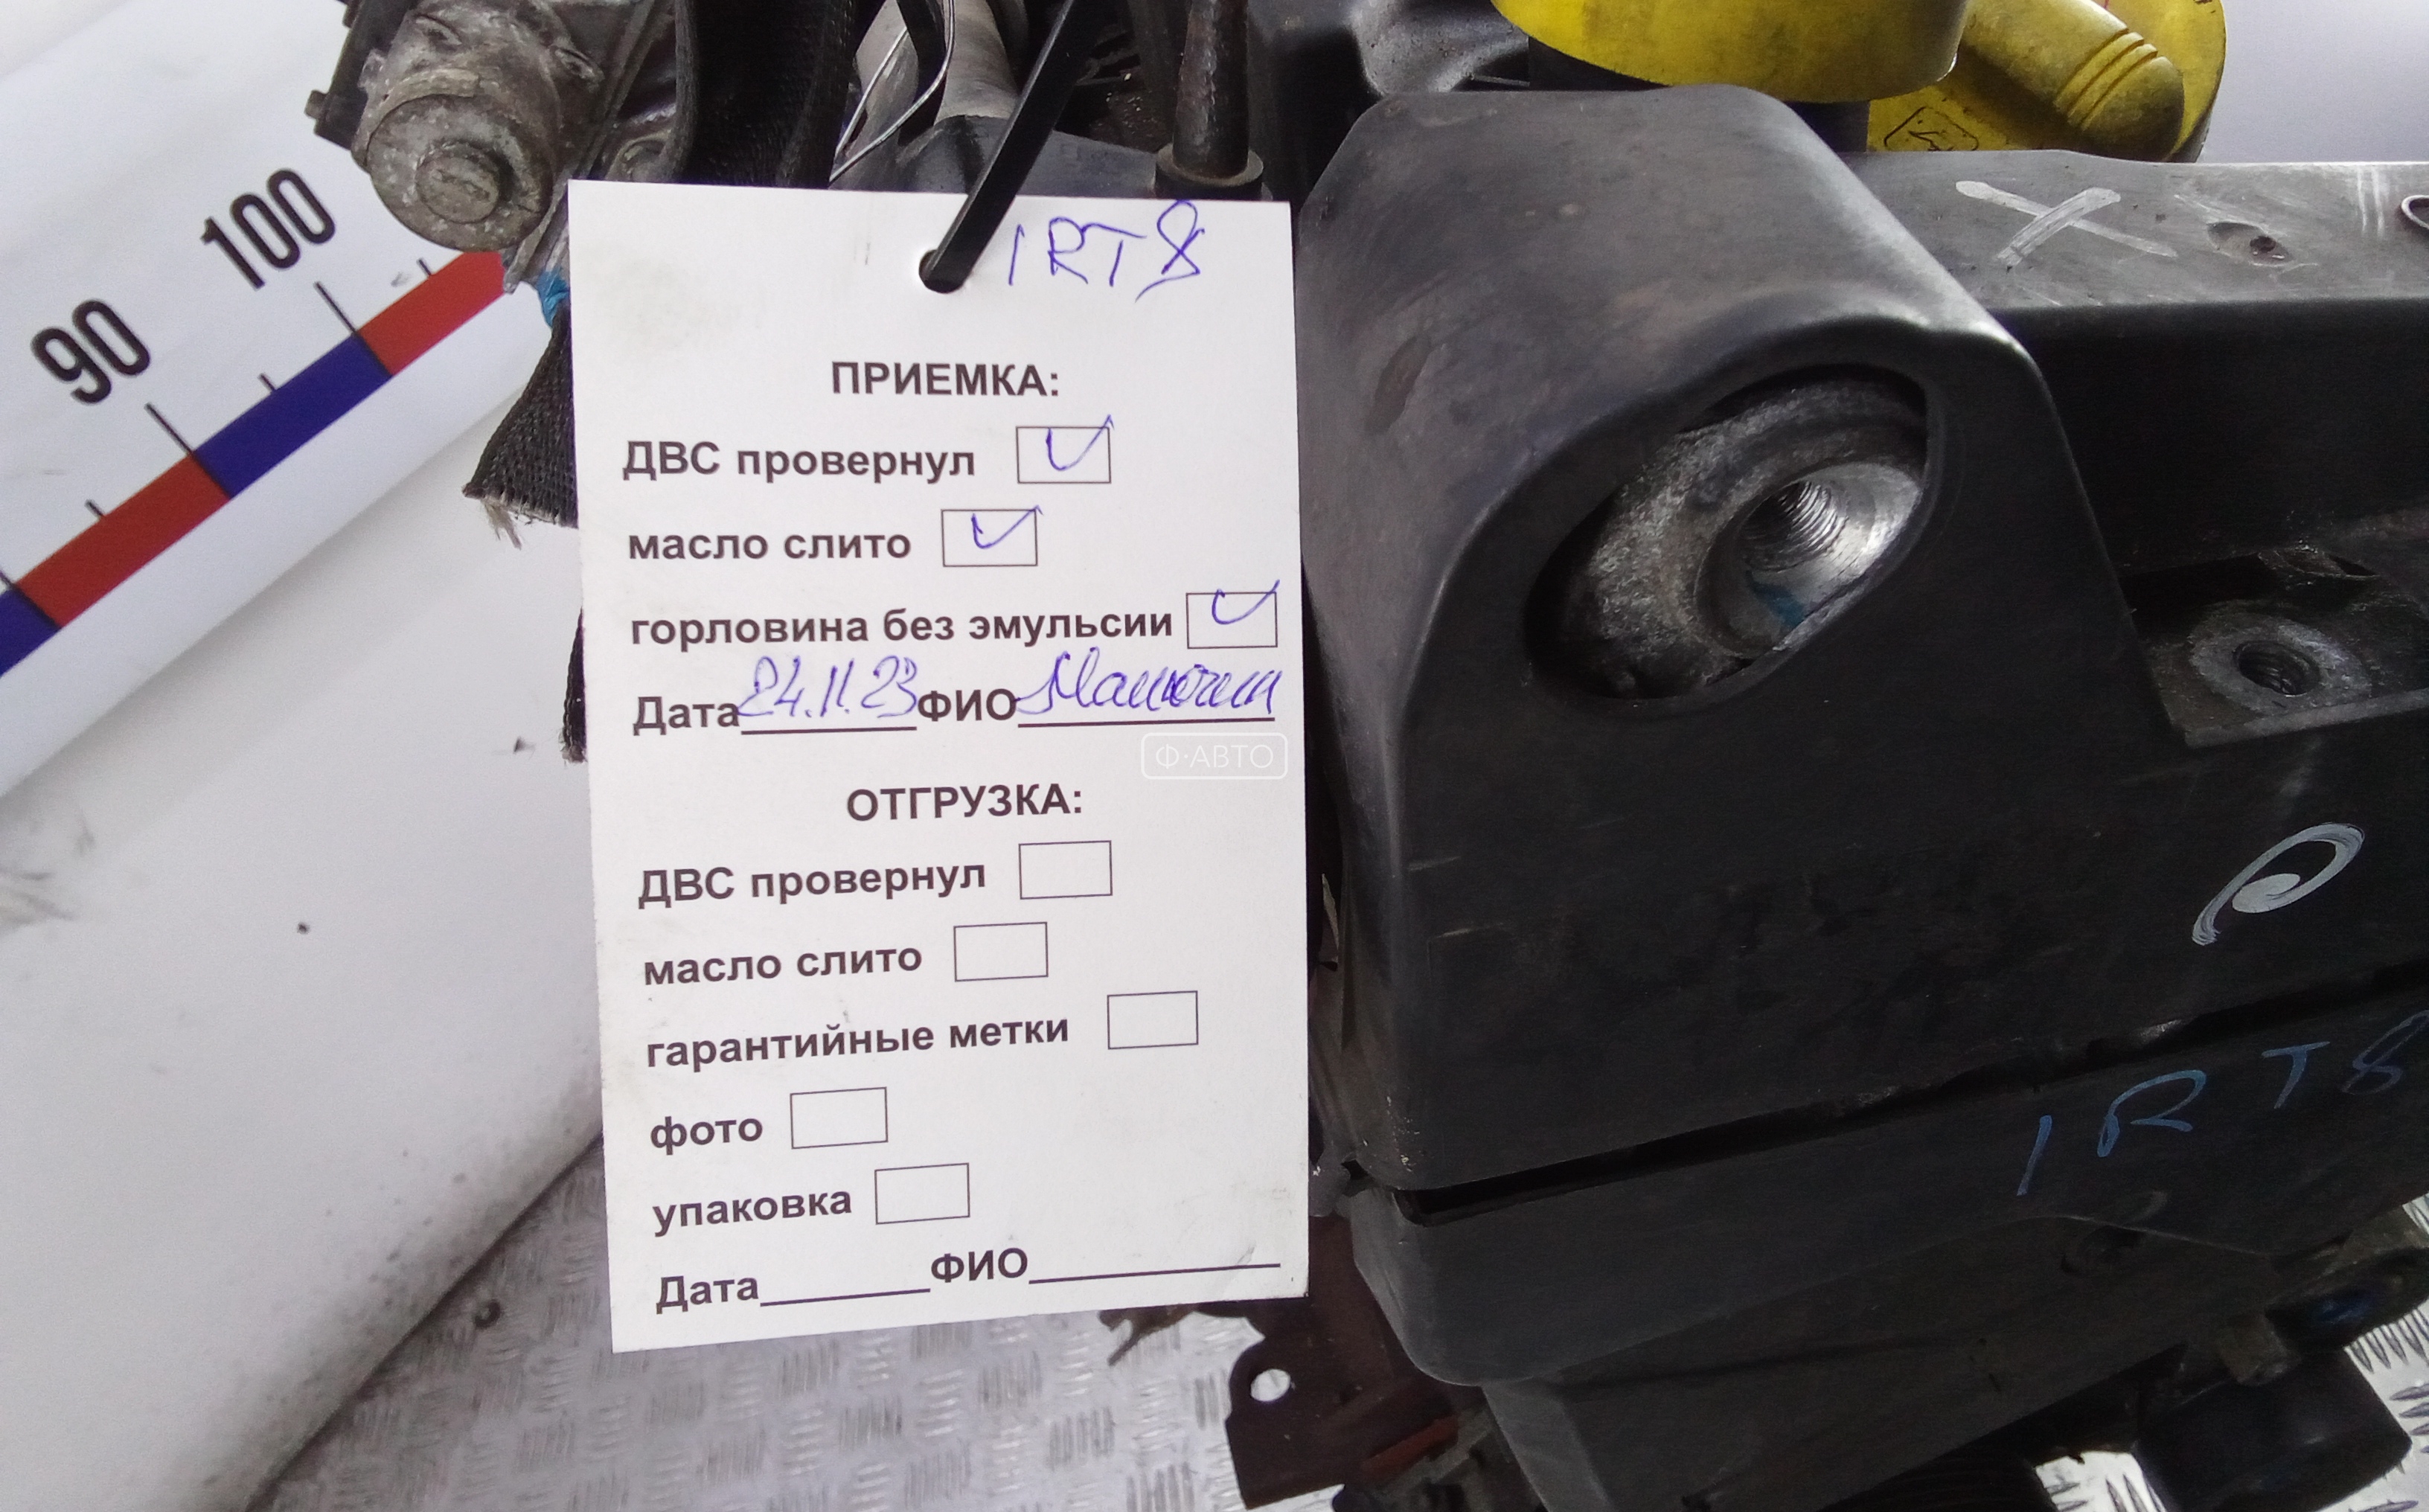 100
90
1RT8
ПРИЕМКА:
ДВС провернул
масло слито
горловина без эмульсии
Дата 24.11.23 ФИО
Ф·АВТО
ОТГРУЗКА:
ДВС провернул
масло слито
гарантийные метки
фото
упаковка
Дата ФИО
X
1RT8